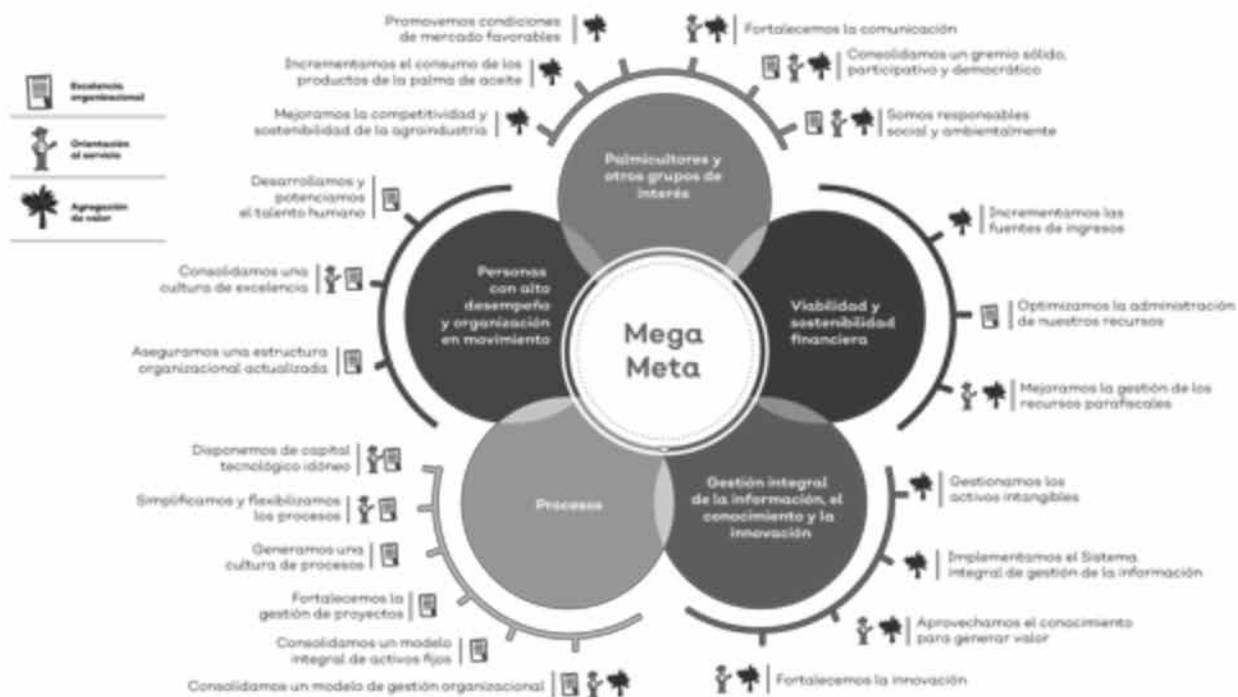 Excelencia
organizacional
Orientación
al servicio
Agregación
de valor
Promovemos condiciones
de mercado favorables
Incrementamos el consumo de los
productos de la palma de aceite
Mejoramos la competitividad y
sostenibilidad de la agroindustria
Fortalecemos la comunicación
Consolidamos un gremio sólido,
participativo y democrático
Somos responsables
social y ambientalmente
Palmicultores y
otros grupos de
interés
Desarrollamos y
potenciamos
el talento humano
Consolidamos una
cultura de excelencia
Aseguramos una estructura
organizacional actualizada
Personas
con alto
desempeño
y organización
en movimiento
Mega
Meta
Viabilidad y
sostenibilidad
financiera
Incrementamos las
fuentes de ingresos
Optimizamos la administración
de nuestros recursos
Mejoramos la gestión de los
recursos parafiscales
Disponemos de capital
tecnológico idóneo
Simplificamos y flexibilizamos
los procesos
Generamos una
cultura de procesos
Fortalecemos la
gestión de proyectos
Consolidamos un modelo
integral de activos fijos
Consolidamos un modelo de gestión organizacional
Procesos
Gestión integral
de la información, el
conocimiento y la
innovación
Gestionamos los
activos intangibles
Implementamos el Sistema
integral de gestión de la información
Aprovechamos el conocimiento
para generar valor
Fortalecemos la innovación